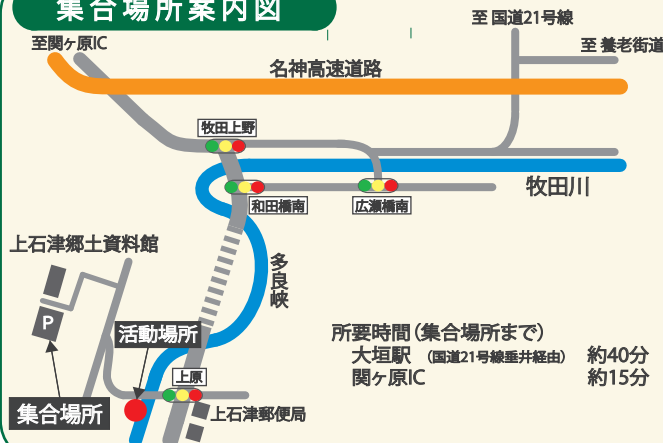 集合場所案内図
至関ヶ原IC
至 国道21号線
至 養老街道
名神高速道路
牧田上野
牧田川
和田橋南
広瀬橋南
上石津郷土資料館
多良峡
P
活動場所
所要時間（集合場所まで）
大垣駅 （国道21号線垂井経由） 約40分
関ヶ原IC 約15分
上原
集合場所
上石津郵便局